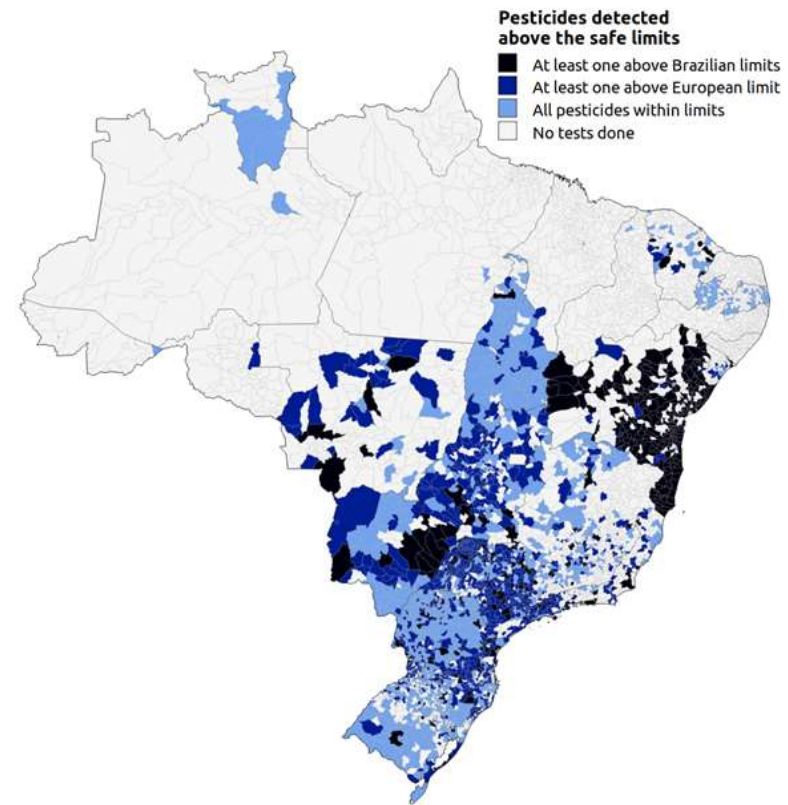 Pesticides detected
above the safe limits
At least one above Brazilian limits
At least one above European limit
All pesticides within limits
No tests done